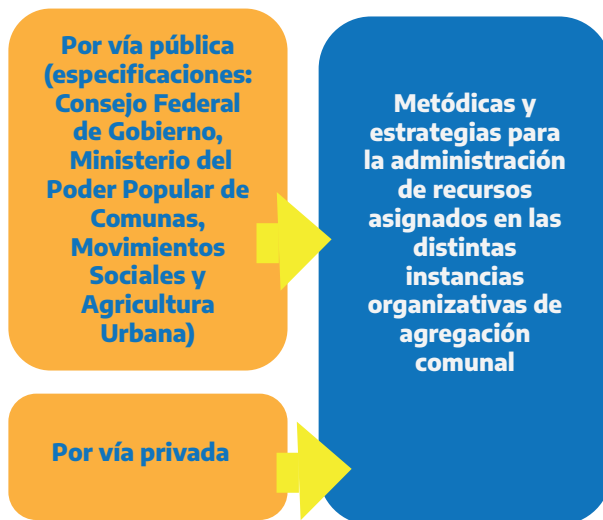 Por vía pública
(especificaciones:
Consejo Federal
de Gobierno,
Ministerio del
Poder Popular de
Comunas,
Movimientos
Sociales y
Agricultura
Urbana)
Metódicas y
estrategias para
la administración
de recursos
asignados en las
distintas
instancias
organizativas de
agregación
comunal
Por vía privada